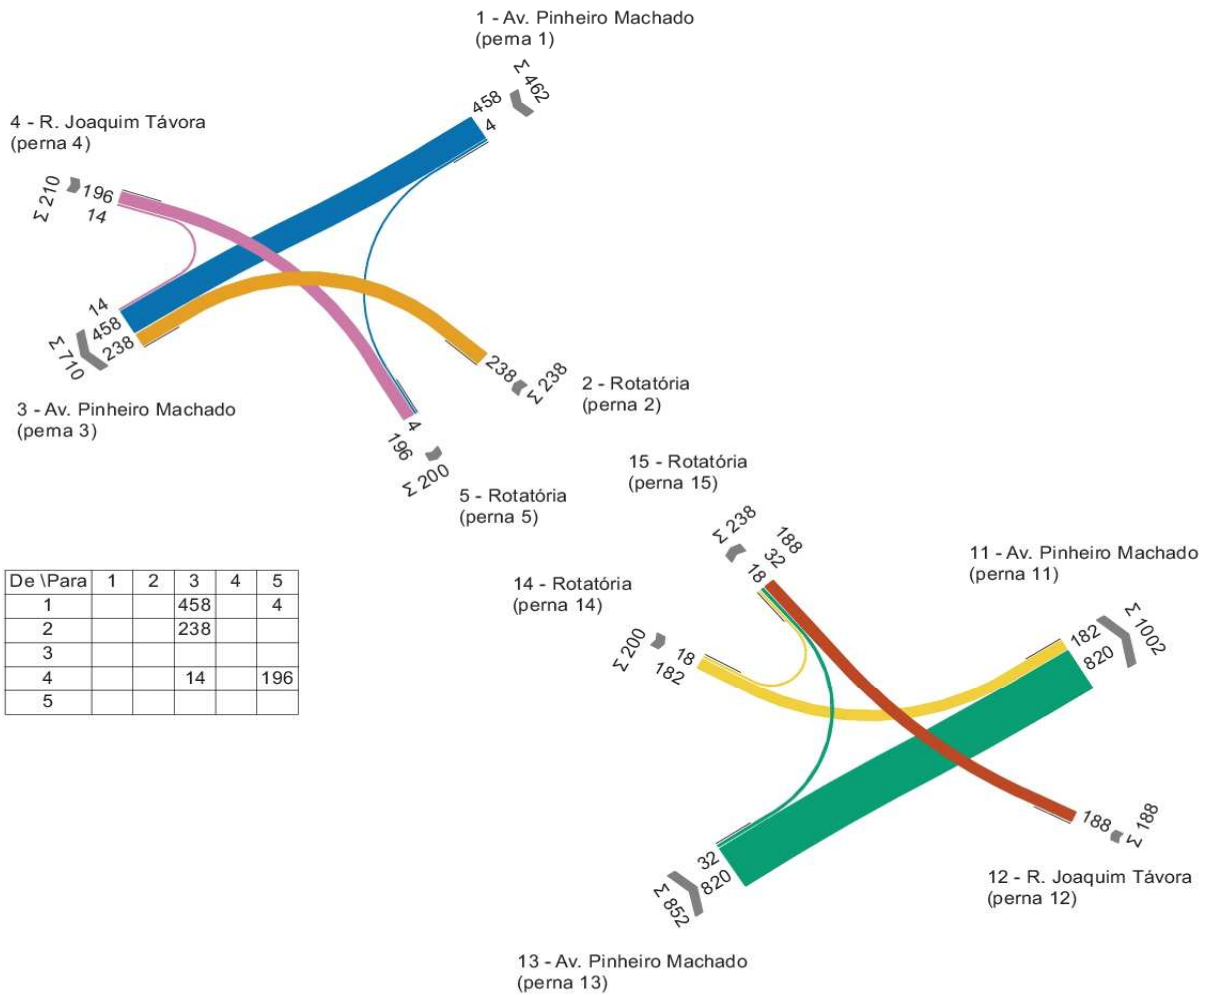 1 - Av. Pinheiro Machado
(perna 1)
Σ 462
458
4
4 - R. Joaquim Távora
(perna 4)
Σ 210
196
14
14
458
238
Σ 710
3 - Av. Pinheiro Machado
(perna 3)
238
Σ 238
2 - Rotatória
(perna 2)
4
196
Σ 200
5 - Rotatória
(perna 5)
15 - Rotatória
(perna 15)
Σ 238
188
32
18
14 - Rotatória
(perna 14)
Σ 200
18
182
11 - Av. Pinheiro Machado
(perna 11)
Σ 1002
182
820
188
Σ 188
12 - R. Joaquim Távora
(perna 12)
32
820
Σ 852
13 - Av. Pinheiro Machado
(perna 13)
De \Para 1 2 3 4 5
1 458 4
2 238
3
4 14 196
5